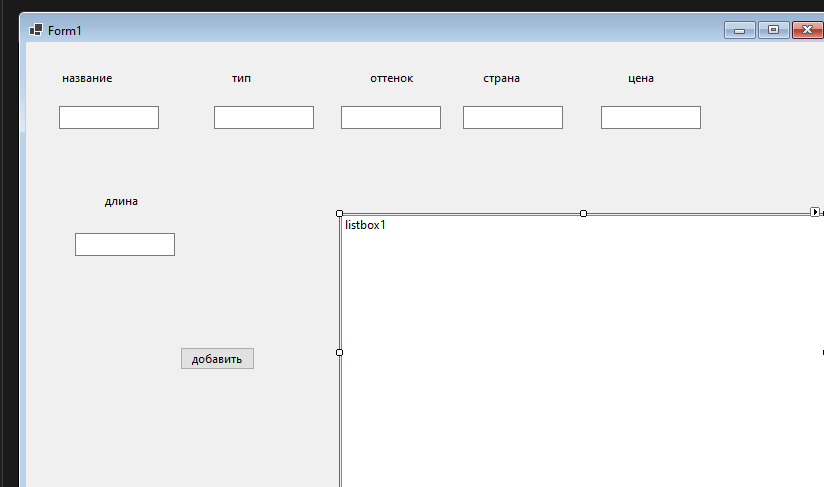 Form1
название тип оттенок страна цена
длина
listbox1
добавить